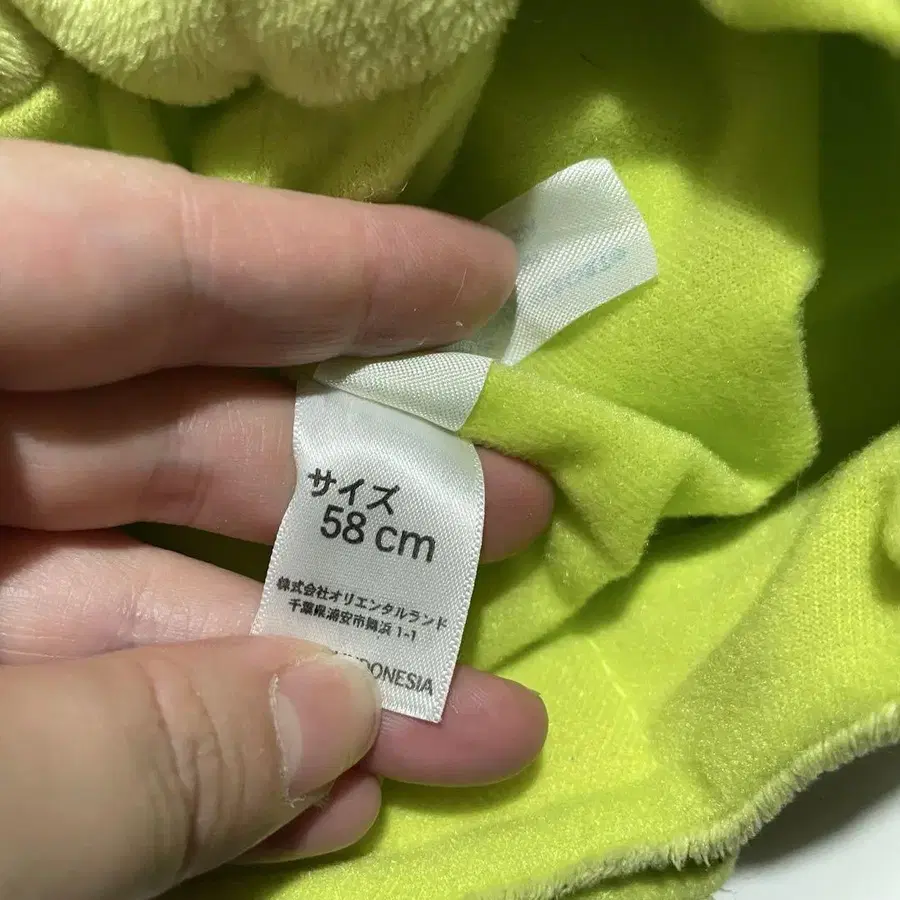 サイズ
58 cm
株式会社オリエンタルランド
千葉県浦安市舞浜 1-1
INDONESIA